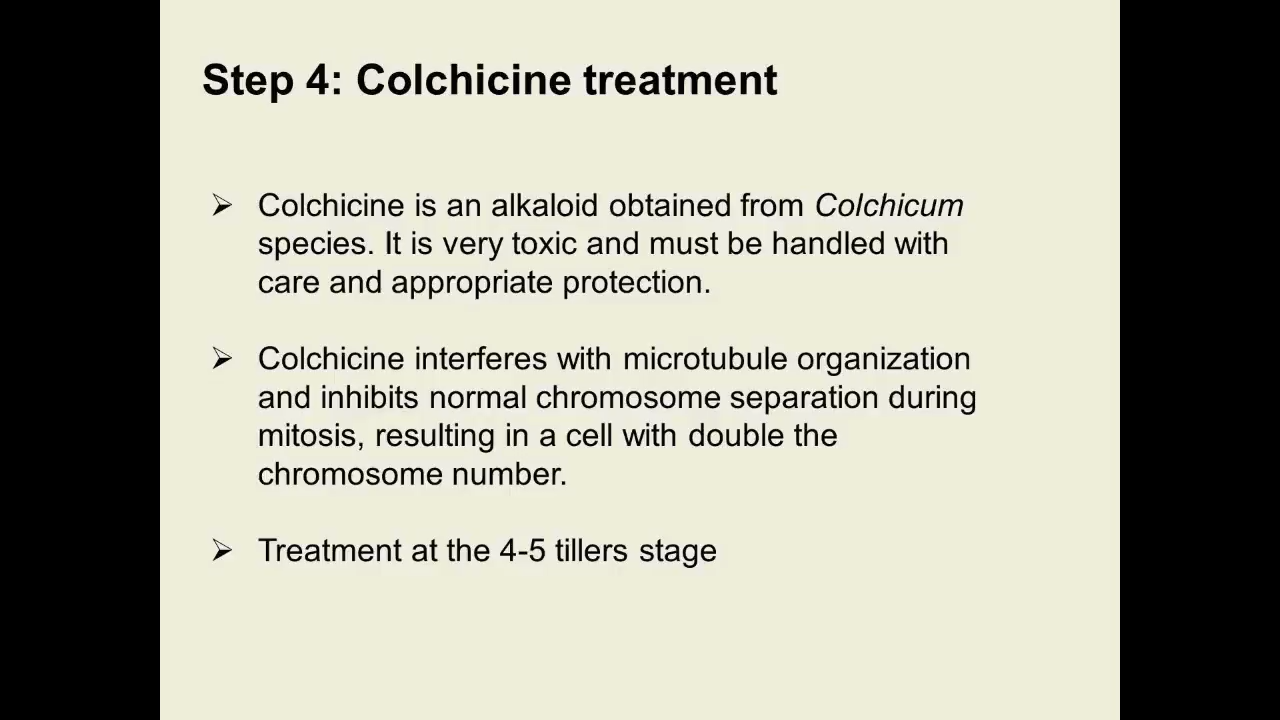 Step 4: Colchicine treatment
➢ Colchicine is an alkaloid obtained from Colchicum
species. It is very toxic and must be handled with
care and appropriate protection.
➢ Colchicine interferes with microtubule organization
and inhibits normal chromosome separation during
mitosis, resulting in a cell with double the
chromosome number.
➢ Treatment at the 4-5 tillers stage